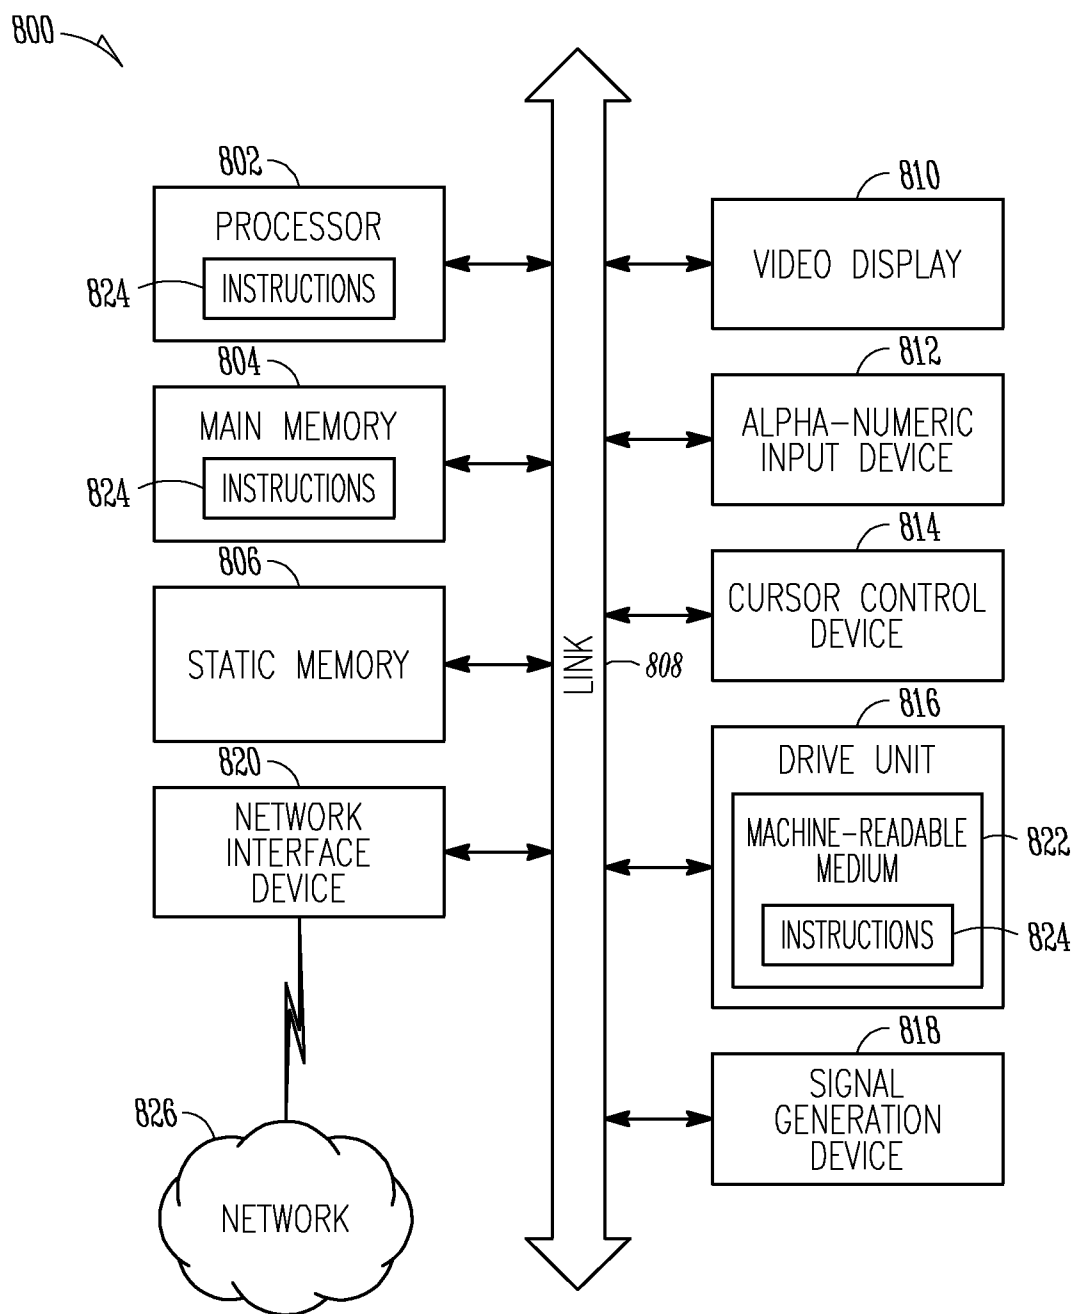 800
802
PROCESSOR
824
INSTRUCTIONS
804
MAIN MEMORY
824
INSTRUCTIONS
806
STATIC MEMORY
820
NETWORK
INTERFACE
DEVICE
826
NETWORK
LINK
808
810
VIDEO DISPLAY
812
ALPHA-NUMERIC
INPUT DEVICE
814
CURSOR CONTROL
DEVICE
816
DRIVE UNIT
MACHINE-READABLE
MEDIUM
822
INSTRUCTIONS
824
818
SIGNAL
GENERATION
DEVICE